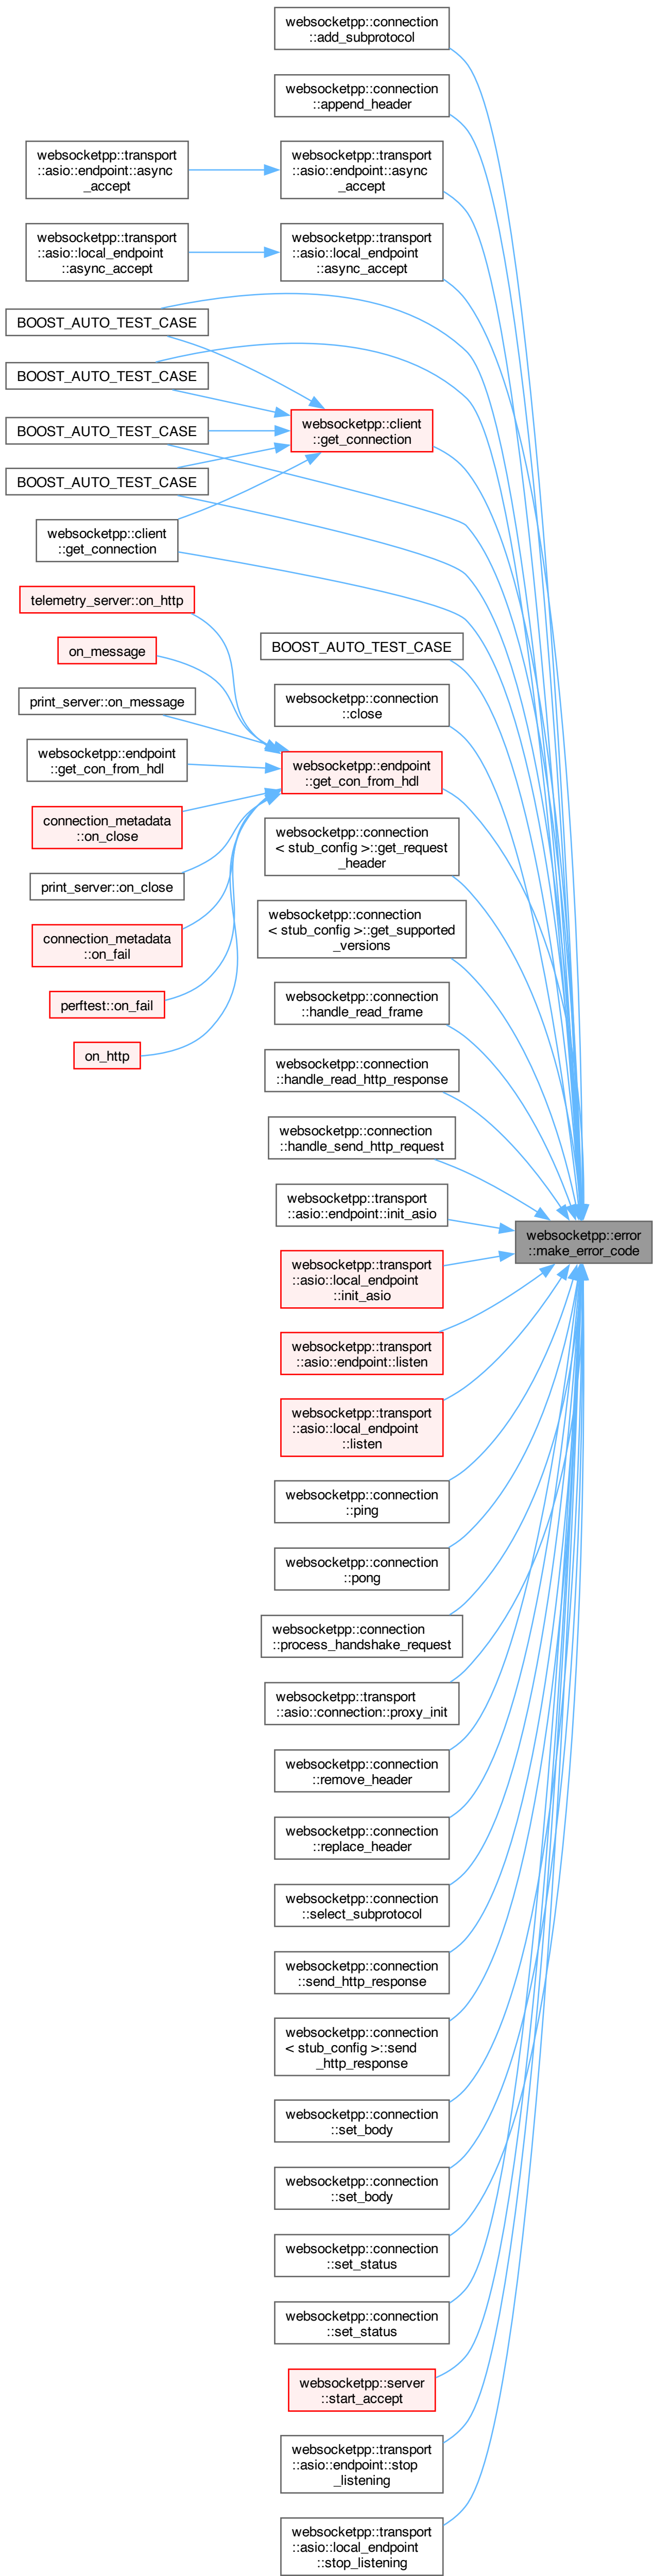 websocketpp::connection
::add_subprotocol
websocketpp::connection
::append_header
websocketpp::transport
::asio::endpoint::async
_accept
websocketpp::transport
::asio::endpoint::async
_accept
websocketpp::transport
::asio::local_endpoint
::async_accept
websocketpp::transport
::asio::local_endpoint
::async_accept
BOOST_AUTO_TEST_CASE
BOOST_AUTO_TEST_CASE
BOOST_AUTO_TEST_CASE
BOOST_AUTO_TEST_CASE
websocketpp::client
::get_connection
websocketpp::client
::get_connection
telemetry_server::on_http
on_message
print_server::on_message
websocketpp::endpoint
::get_con_from_hdl
connection_metadata
::on_close
print_server::on_close
connection_metadata
::on_fail
perftest::on_fail
on_http
BOOST_AUTO_TEST_CASE
websocketpp::connection
::close
websocketpp::endpoint
::get_con_from_hdl
websocketpp::connection
< stub_config >::get_request
_header
websocketpp::connection
< stub_config >::get_supported
_versions
websocketpp::connection
::handle_read_frame
websocketpp::connection
::handle_read_http_response
websocketpp::connection
::handle_send_http_request
websocketpp::transport
::asio::endpoint::init_asio
websocketpp::error
::make_error_code
websocketpp::transport
::asio::local_endpoint
::init_asio
websocketpp::transport
::asio::endpoint::listen
websocketpp::transport
::asio::local_endpoint
::listen
websocketpp::connection
::ping
websocketpp::connection
::pong
websocketpp::connection
::process_handshake_request
websocketpp::transport
::asio::connection::proxy_init
websocketpp::connection
::remove_header
websocketpp::connection
::replace_header
websocketpp::connection
::select_subprotocol
websocketpp::connection
::send_http_response
websocketpp::connection
< stub_config >::send
_http_response
websocketpp::connection
::set_body
websocketpp::connection
::set_body
websocketpp::connection
::set_status
websocketpp::connection
::set_status
websocketpp::server
::start_accept
websocketpp::transport
::asio::endpoint::stop
_listening
websocketpp::transport
::asio::local_endpoint
::stop_listening